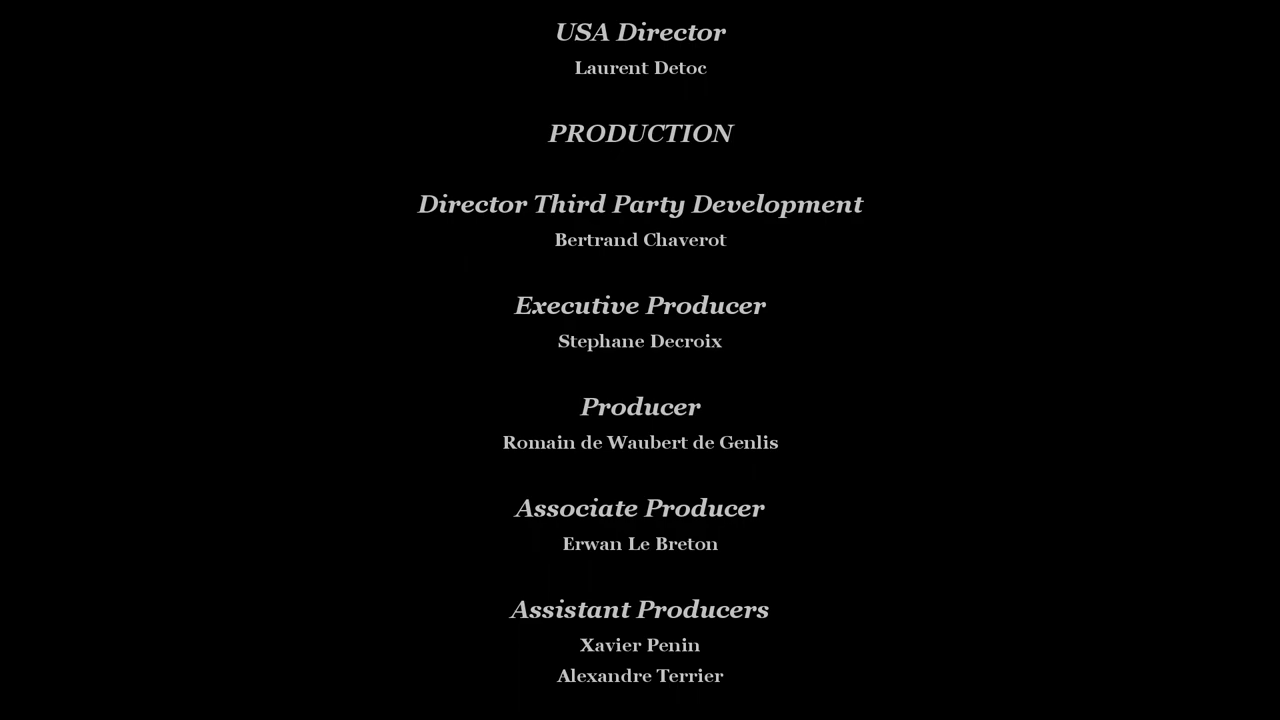 USA Director
Laurent Detoc
PRODUCTION
Director Third Party Development
Bertrand Chaverot
Executive Producer
Stephane Decroix
Producer
Romain de Waubert de Genlis
Associate Producer
Erwan Le Breton
Assistant Producers
Xavier Penin
Alexandre Terrier